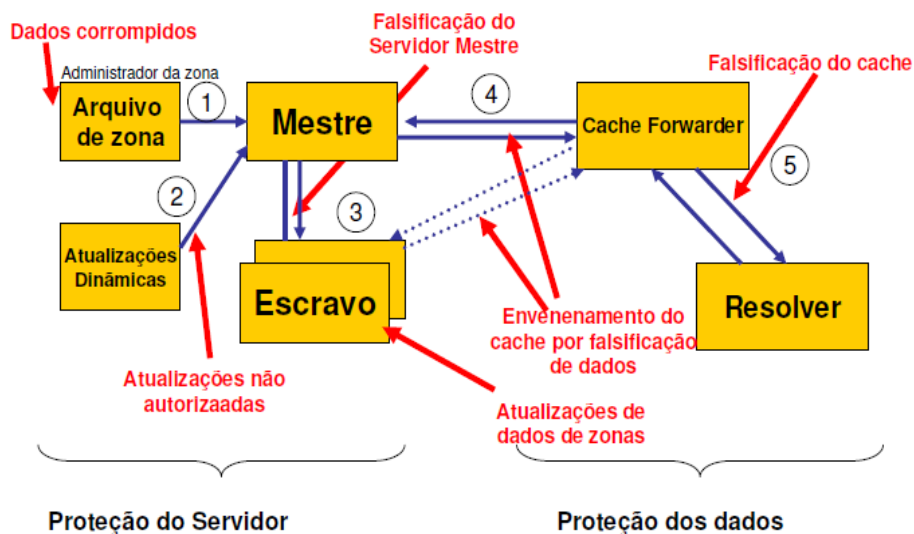 Dados corrompidos
Falsificação do
Servidor Mestre
Falsificação do cache
Administrador da zona
Arquivo
de zona
1
Mestre
4
Cache Forwarder
5
2
3
Atualizações
Dinâmicas
Escravo
Resolver
Envenenamento do
cache por falsificação
de dados
Atualizações não
autorizaadas
Atualizações de
dados de zonas
Proteção do Servidor
Proteção dos dados